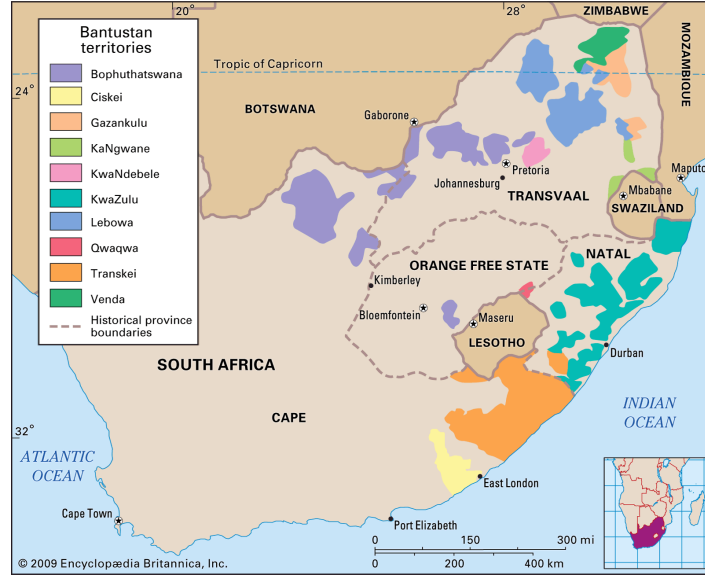 20°
28°
ZIMBABWE
Bantustan
territories
Bophuthatswana
Ciskei
Gazankulu
KaNgwane
KwaNdebele
KwaZulu
Lebowa
Qwaqwa
Transkei
Venda
Historical province
boundaries
Tropic of Capricorn
24°
MOZAMBIQUE
BOTSWANA
Gaborone
Pretoria
Johannesburg
TRANSVAAL
Maputo
Mbabane
SWAZILAND
NATAL
ORANGE FREE STATE
Kimberley
Bloemfontein
Maseru
LESOTHO
Durban
SOUTH AFRICA
CAPE
INDIAN
OCEAN
32°
ATLANTIC
OCEAN
East London
Cape Town
Port Elizabeth
0 150 300 mi
0 200 400 km
© 2009 Encyclopædia Britannica, Inc.